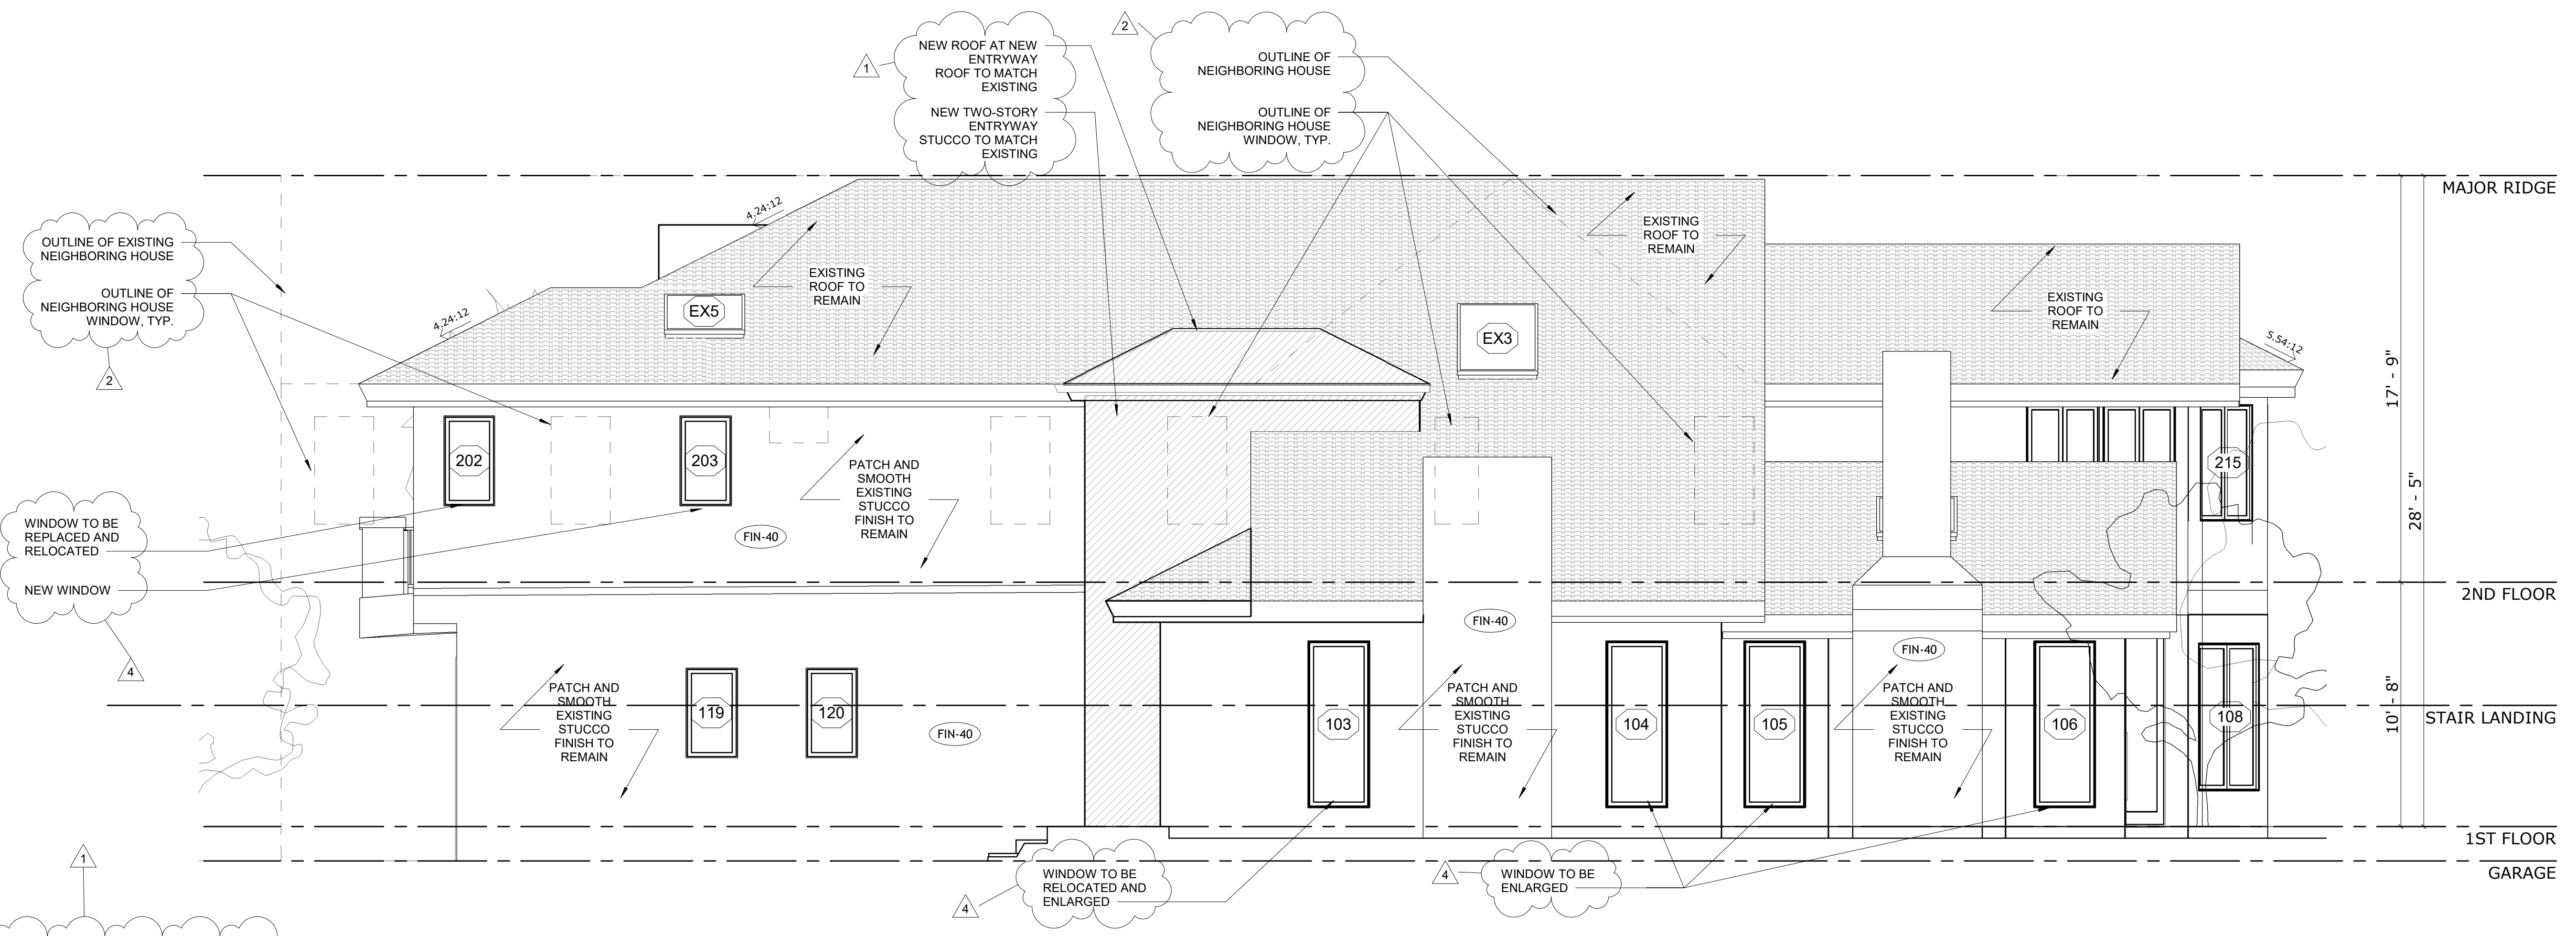 2
1
NEW ROOF AT NEW
ENTRYWAY
ROOF TO MATCH
EXISTING
NEW TWO-STORY
ENTRYWAY
STUCCO TO MATCH
EXISTING
OUTLINE OF
NEIGHBORING HOUSE
OUTLINE OF
NEIGHBORING HOUSE
WINDOW, TYP.
MAJOR RIDGE
4.24:12
OUTLINE OF EXISTING
NEIGHBORING HOUSE
OUTLINE OF
NEIGHBORING HOUSE
WINDOW, TYP.
2
4.24:12
EX5
EXISTING
ROOF TO
REMAIN
EX3
EXISTING
ROOF TO
REMAIN
EXISTING
ROOF TO
REMAIN
5.54:12
17' - 9"
28' - 5"
202
203
215
PATCH AND
SMOOTH
EXISTING
STUCCO
FINISH TO
REMAIN
FIN-40
WINDOW TO BE
REPLACED AND
RELOCATED
NEW WINDOW
4
2ND FLOOR
FIN-40
FIN-40
PATCH AND
SMOOTH
EXISTING
STUCCO
FINISH TO
REMAIN
119
120
FIN-40
103
PATCH AND
SMOOTH
EXISTING
STUCCO
FINISH TO
REMAIN
104
105
PATCH AND
SMOOTH
EXISTING
STUCCO
FINISH TO
REMAIN
106
108
10' - 8"
STAIR LANDING
1ST FLOOR
GARAGE
1
4
WINDOW TO BE
RELOCATED AND
ENLARGED
4
WINDOW TO BE
ENLARGED